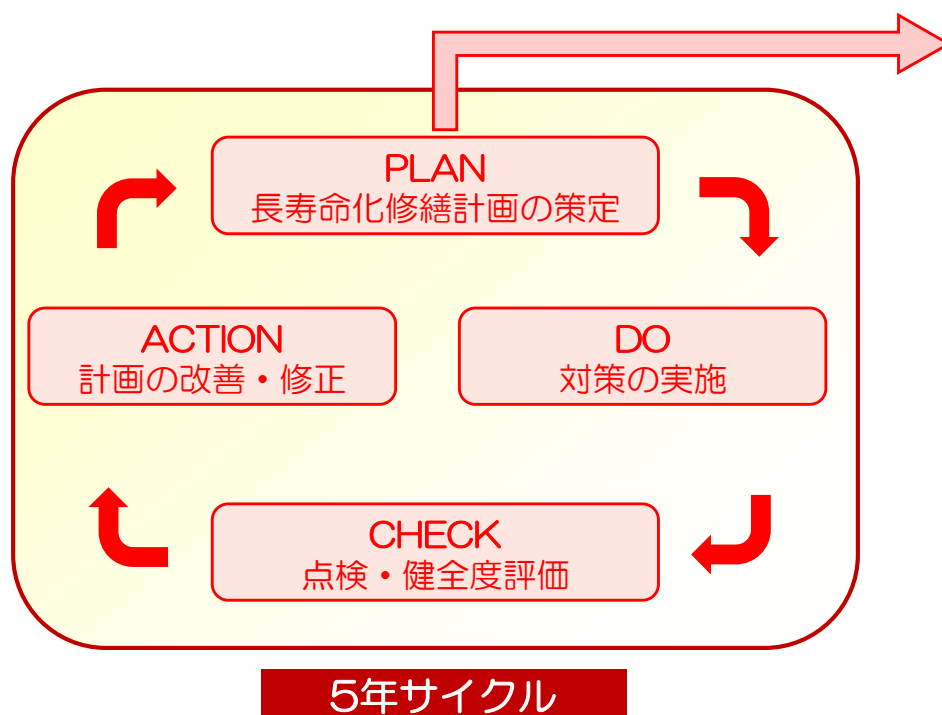 PLAN
長寿命化修繕計画の策定
ACTION
計画の改善・修正
DO
対策の実施
CHECK
点検・健全度評価
5年サイクル